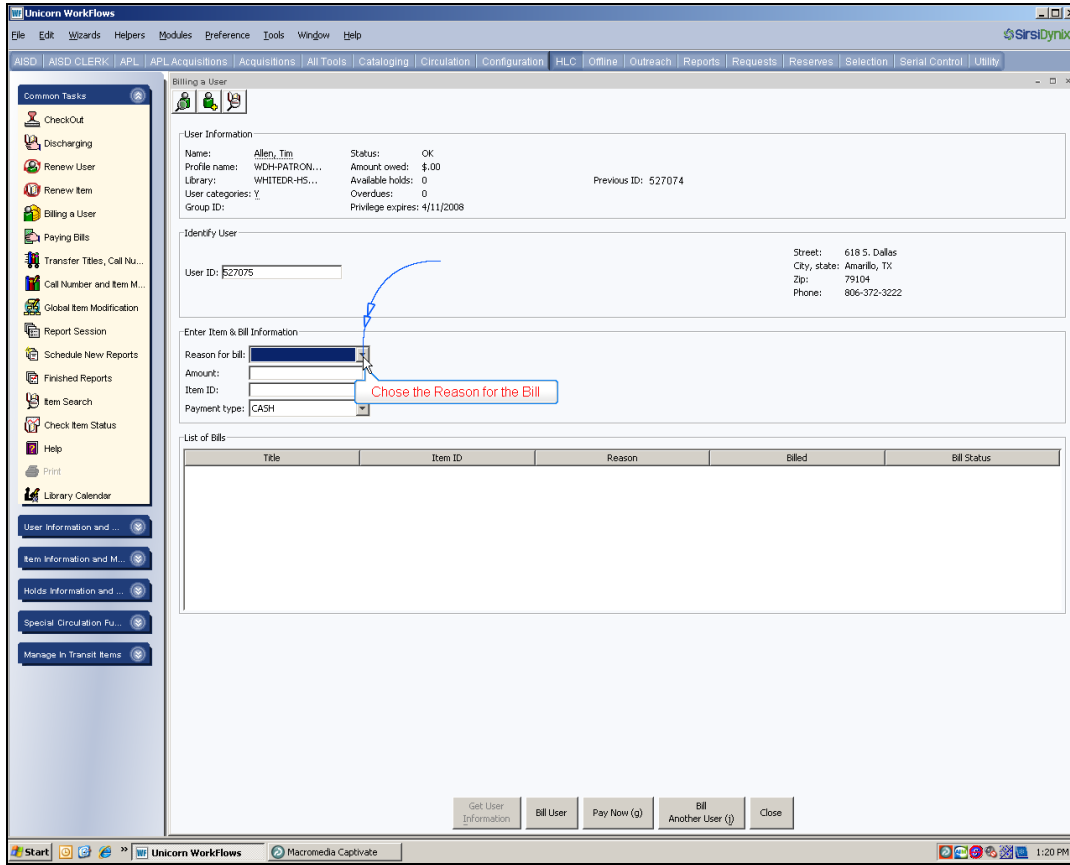 Unicorn WorkFlows
File Edit Wizards Helpers Modules Preference Tools Window Help
SirsiDynix
AISD AISD CLERK APL APL Acquisitions Acquisitions All Tools Cataloging Circulation Configuration HLC Offline Outreach Reports Requests Reserves Selection Serial Control Utility
Common Tasks
CheckOut
Discharging
Renew User
Renew Item
Billing a User
Paying Bills
Transfer Titles, Call Nu...
Call Number and Item M...
Global Item Modification
Report Session
Schedule New Reports
Finished Reports
Item Search
Check Item Status
Help
Print
Library Calendar
User Information and ...
Item Information and M...
Holds Information and ...
Special Circulation Fu...
Manage In Transit Items
Billing a User
User Information
Name: Allen, Tim Status: OK
Profile name: WDH-PATRON... Amount owed: $.00
Library: WHITEDR-HS... Available holds: 0 Previous ID: 527074
User categories: Y Overdues: 0
Group ID: Privilege expires: 4/11/2008
Identify User
User ID: 527075
Street: 618 S. Dallas
City, state: Amarillo, TX
Zip: 79104
Phone: 806-372-3222
Enter Item & Bill Information
Reason for bill:
Amount:
Item ID:
Payment type: CASH
Chose the Reason for the Bill
List of Bills
Title Item ID Reason Billed Bill Status
Get User Information
Bill User
Pay Now (g)
Bill Another User (j)
Close
Start » Unicorn WorkFlows Macromedia Captivate 1:20 PM